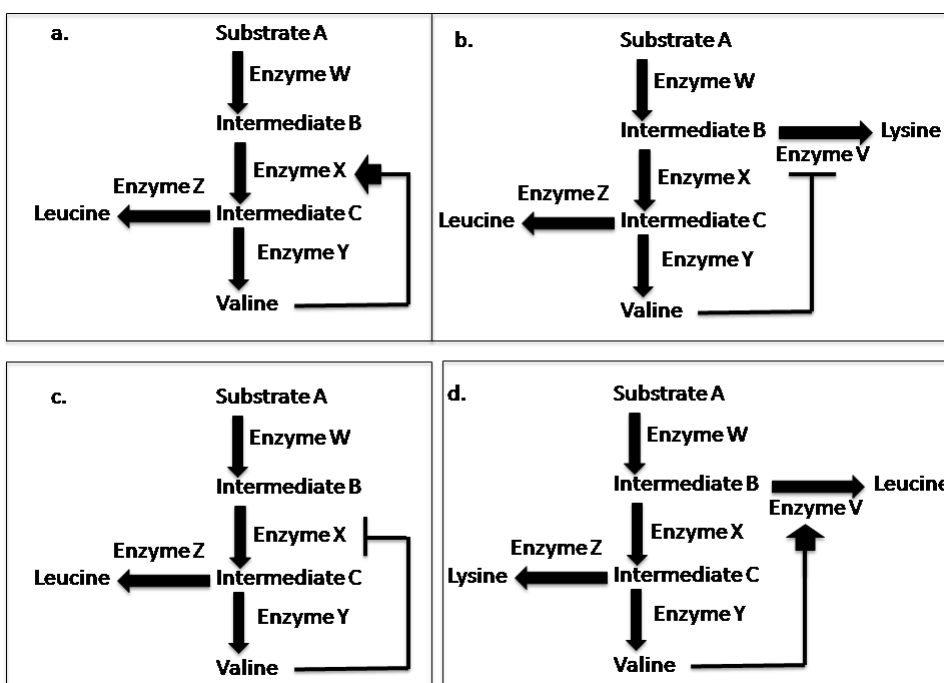 a.
Substrate A
Enzyme W
Intermediate B
Enzyme X
Enzyme Z
Leucine
Intermediate C
Enzyme Y
Valine
b.
Substrate A
Enzyme W
Intermediate B
Lysine
Enzyme V
Enzyme X
Enzyme Z
Leucine
Intermediate C
Enzyme Y
Valine
c.
Substrate A
Enzyme W
Intermediate B
Enzyme X
Enzyme Z
Leucine
Intermediate C
Enzyme Y
Valine
d.
Substrate A
Enzyme W
Intermediate B
Leucine
Enzyme V
Enzyme X
Enzyme Z
Lysine
Intermediate C
Enzyme Y
Valine